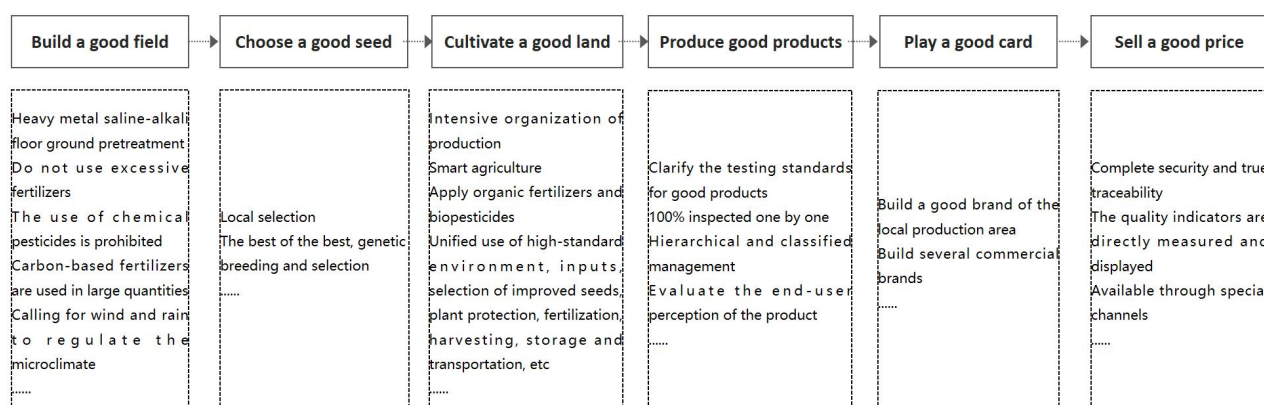 Build a good field
Choose a good seed
Cultivate a good land
Produce good products
Play a good card
Sell a good price
Heavy metal saline-alkali
floor ground pretreatment
Do not use excessive
fertilizers
The use of chemical
pesticides is prohibited
Carbon-based fertilizers
are used in large quantities
Calling for wind and rain
to regulate the
microclimate
......
Local selection
The best of the best, genetic
breeding and selection
......
Intensive organization of
production
Smart agriculture
Apply organic fertilizers and
biopesticides
Unified use of high-standard
environment, inputs,
selection of improved seeds,
plant protection, fertilization,
harvesting, storage and
transportation, etc
......
Clarify the testing standards
for good products
100% inspected one by one
Hierarchical and classified
management
Evaluate the end-user
perception of the product
......
Build a good brand of the
local production area
Build several commercial
brands
......
Complete security and true
traceability
The quality indicators are
directly measured and
displayed
Available through specia
channels
......